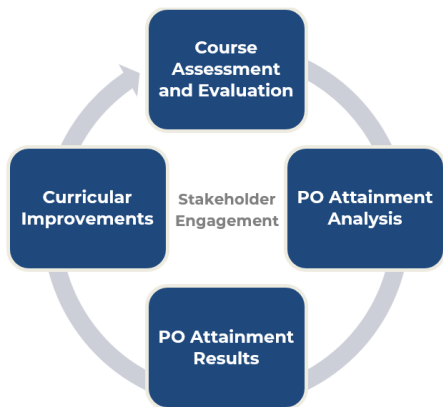 Course
Assessment
and Evaluation
Curricular
Improvements
Stakeholder
Engagement
PO Attainment
Analysis
PO Attainment
Results